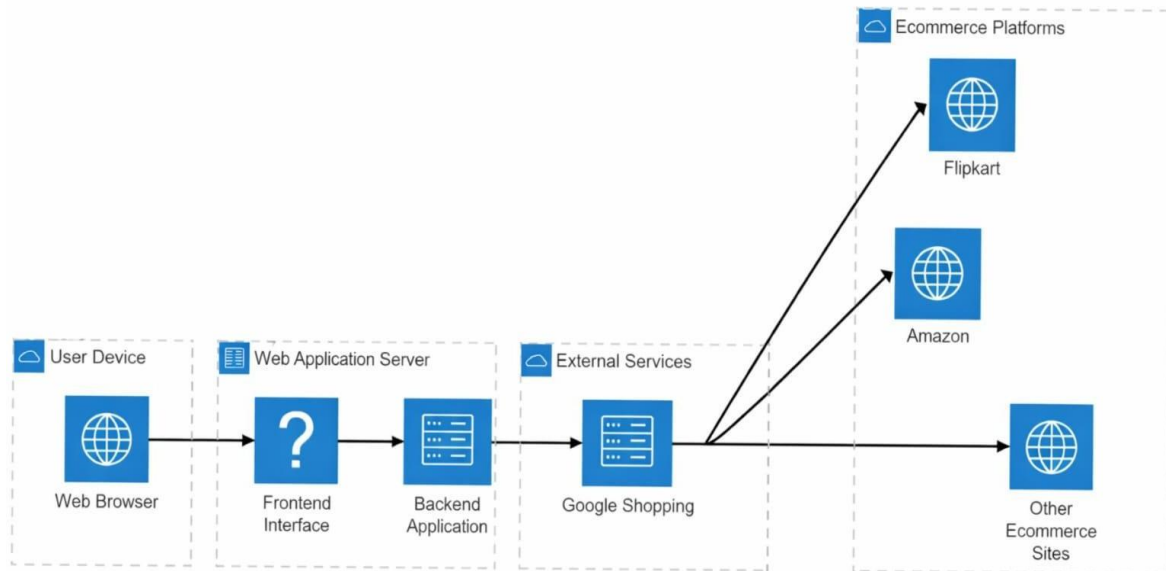 Ecommerce Platforms
Flipkart
Amazon
User Device
Web Browser
Web Application Server
?
Frontend
Interface
Backend
Application
External Services
Google Shopping
Other
Ecommerce
Sites